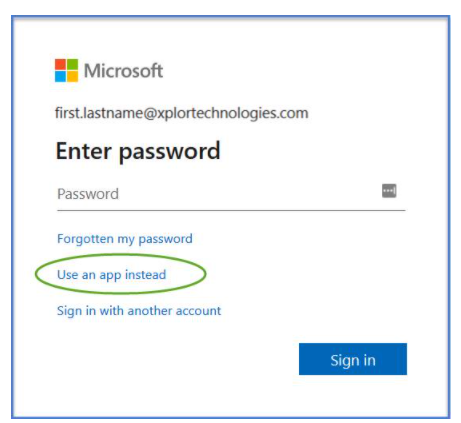 Microsoft
first.lastname@xplortechnologies.com
Enter password
Password
Forgotten my password
Use an app instead
Sign in with another account
Sign in